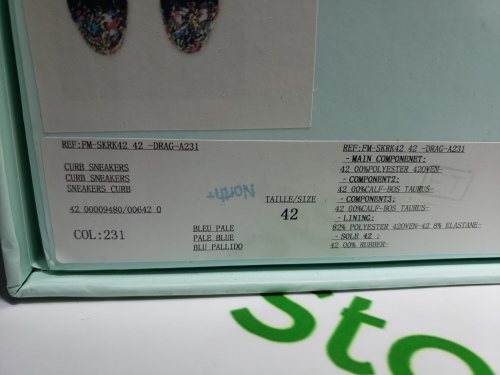 REF:FM-SKRK42 42 -DRAG-A231
CURB SNEAKERS
CURB SNEAKERS
SNEAKERS CURB
42 00009480/00642 0
COL:231
BLEU PALE
PALE BLUE
BLU PALLIDO
North+
TAILLE/SIZE
42
REF:FM-SKRK42 42 -DRAG-A231
- MAIN COMPONENET;
42 00%POLYESTER 42OVEN-
- COMPONENT2;
42 00%CALF-BOS TAURUS-
- COMPONENT3;
42 00%CALF-BOS TAURUS-
- LINING;
82% POLYESTER 42OVEN-42 8% ELASTANE-
- SOLE 42 ;
42 00% RUBBER-
Sto